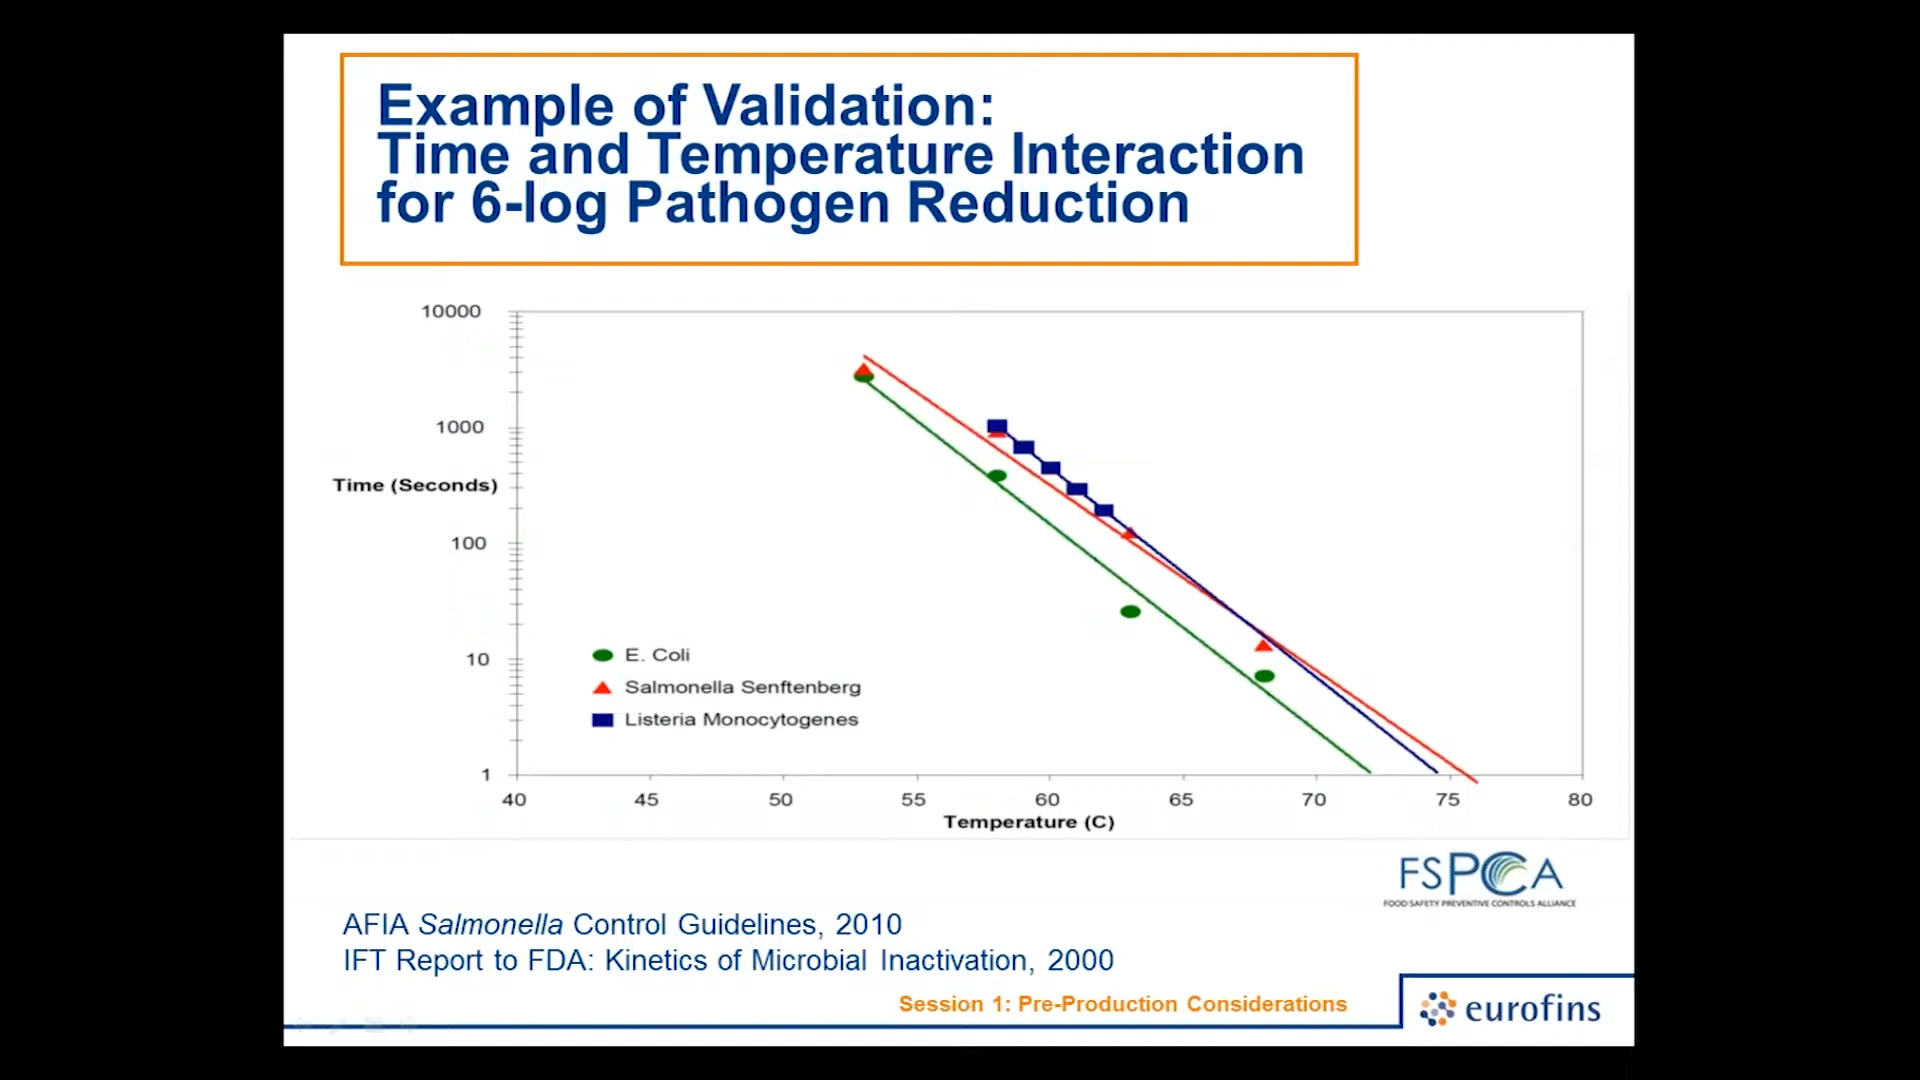 Example of Validation:
Time and Temperature Interaction
for 6-log Pathogen Reduction
10000
1000
Time (Seconds)
100
10
1
E. Coli
Salmonella Senftenberg
Listeria Monocytogenes
40 45 50 55 60 65 70 75 80
Temperature (C)
FSPCA
FOOD SAFETY PREVENTIVE CONTROLS ALLIANCE
AFIA Salmonella Control Guidelines, 2010
IFT Report to FDA: Kinetics of Microbial Inactivation, 2000
Session 1: Pre-Production Considerations
eurofins